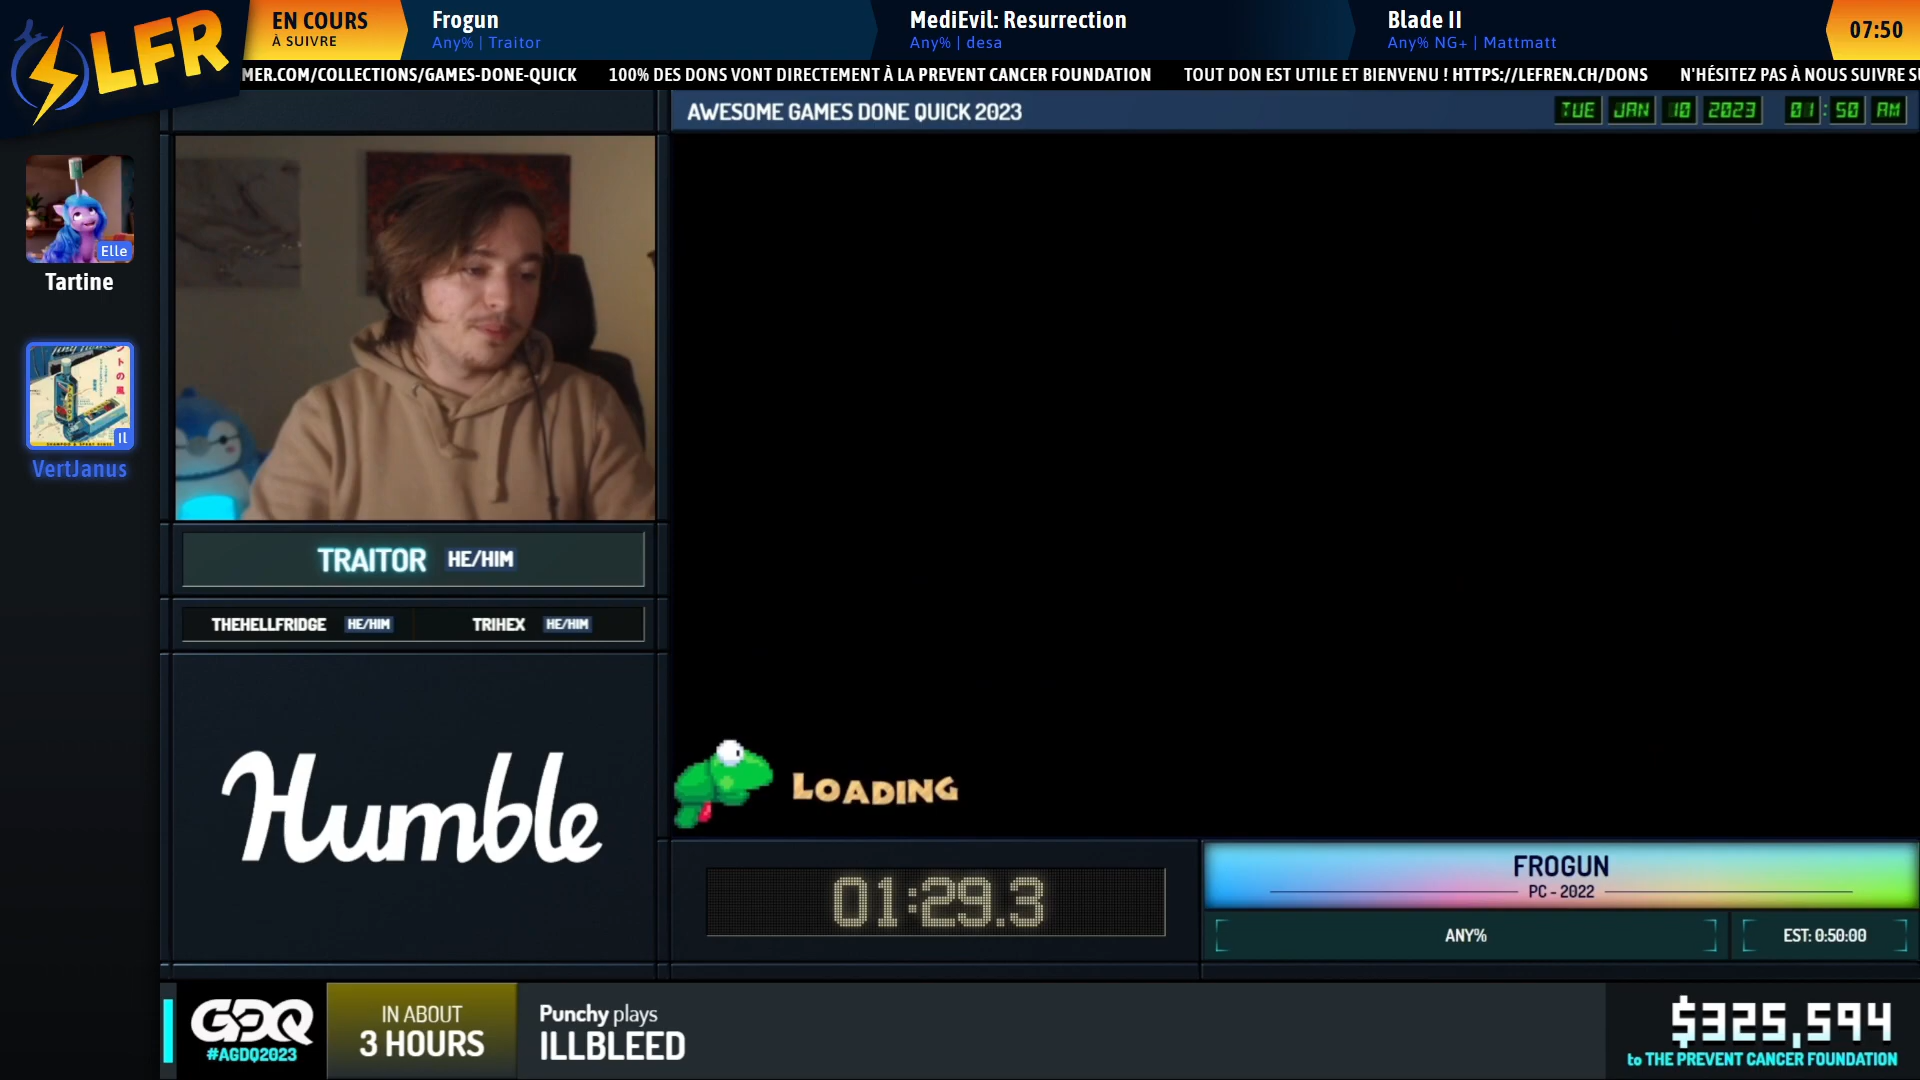 LFR
EN COURS
À SUIVRE
Frogun
Any% | Traitor
MediEvil: Resurrection
Any% | desa
Blade II
Any% NG+ | Mattmatt
07:50
MER.COM/COLLECTIONS/GAMES-DONE-QUICK 100% DES DONS VONT DIRECTEMENT À LA PREVENT CANCER FOUNDATION TOUT DON EST UTILE ET BIENVENU ! HTTPS://LEFREN.CH/DONS N'HÉSITEZ PAS À NOUS SUIVRE
AWESOME GAMES DONE QUICK 2023
TUE JAN 10 2023 01:50 AM
Elle
Tartine
Il
VertJanus
TRAITOR HE/HIM
THEHELLFRIDGE HE/HIM TRIHEX HE/HIM
Humble
LOADING
01:29.3
FROGUN
PC - 2022
ANY%
EST: 0:50:00
GDQ
#AGDQ2023
IN ABOUT
3 HOURS
Punchy plays
ILLBLEED
$325,594
to THE PREVENT CANCER FOUNDATION